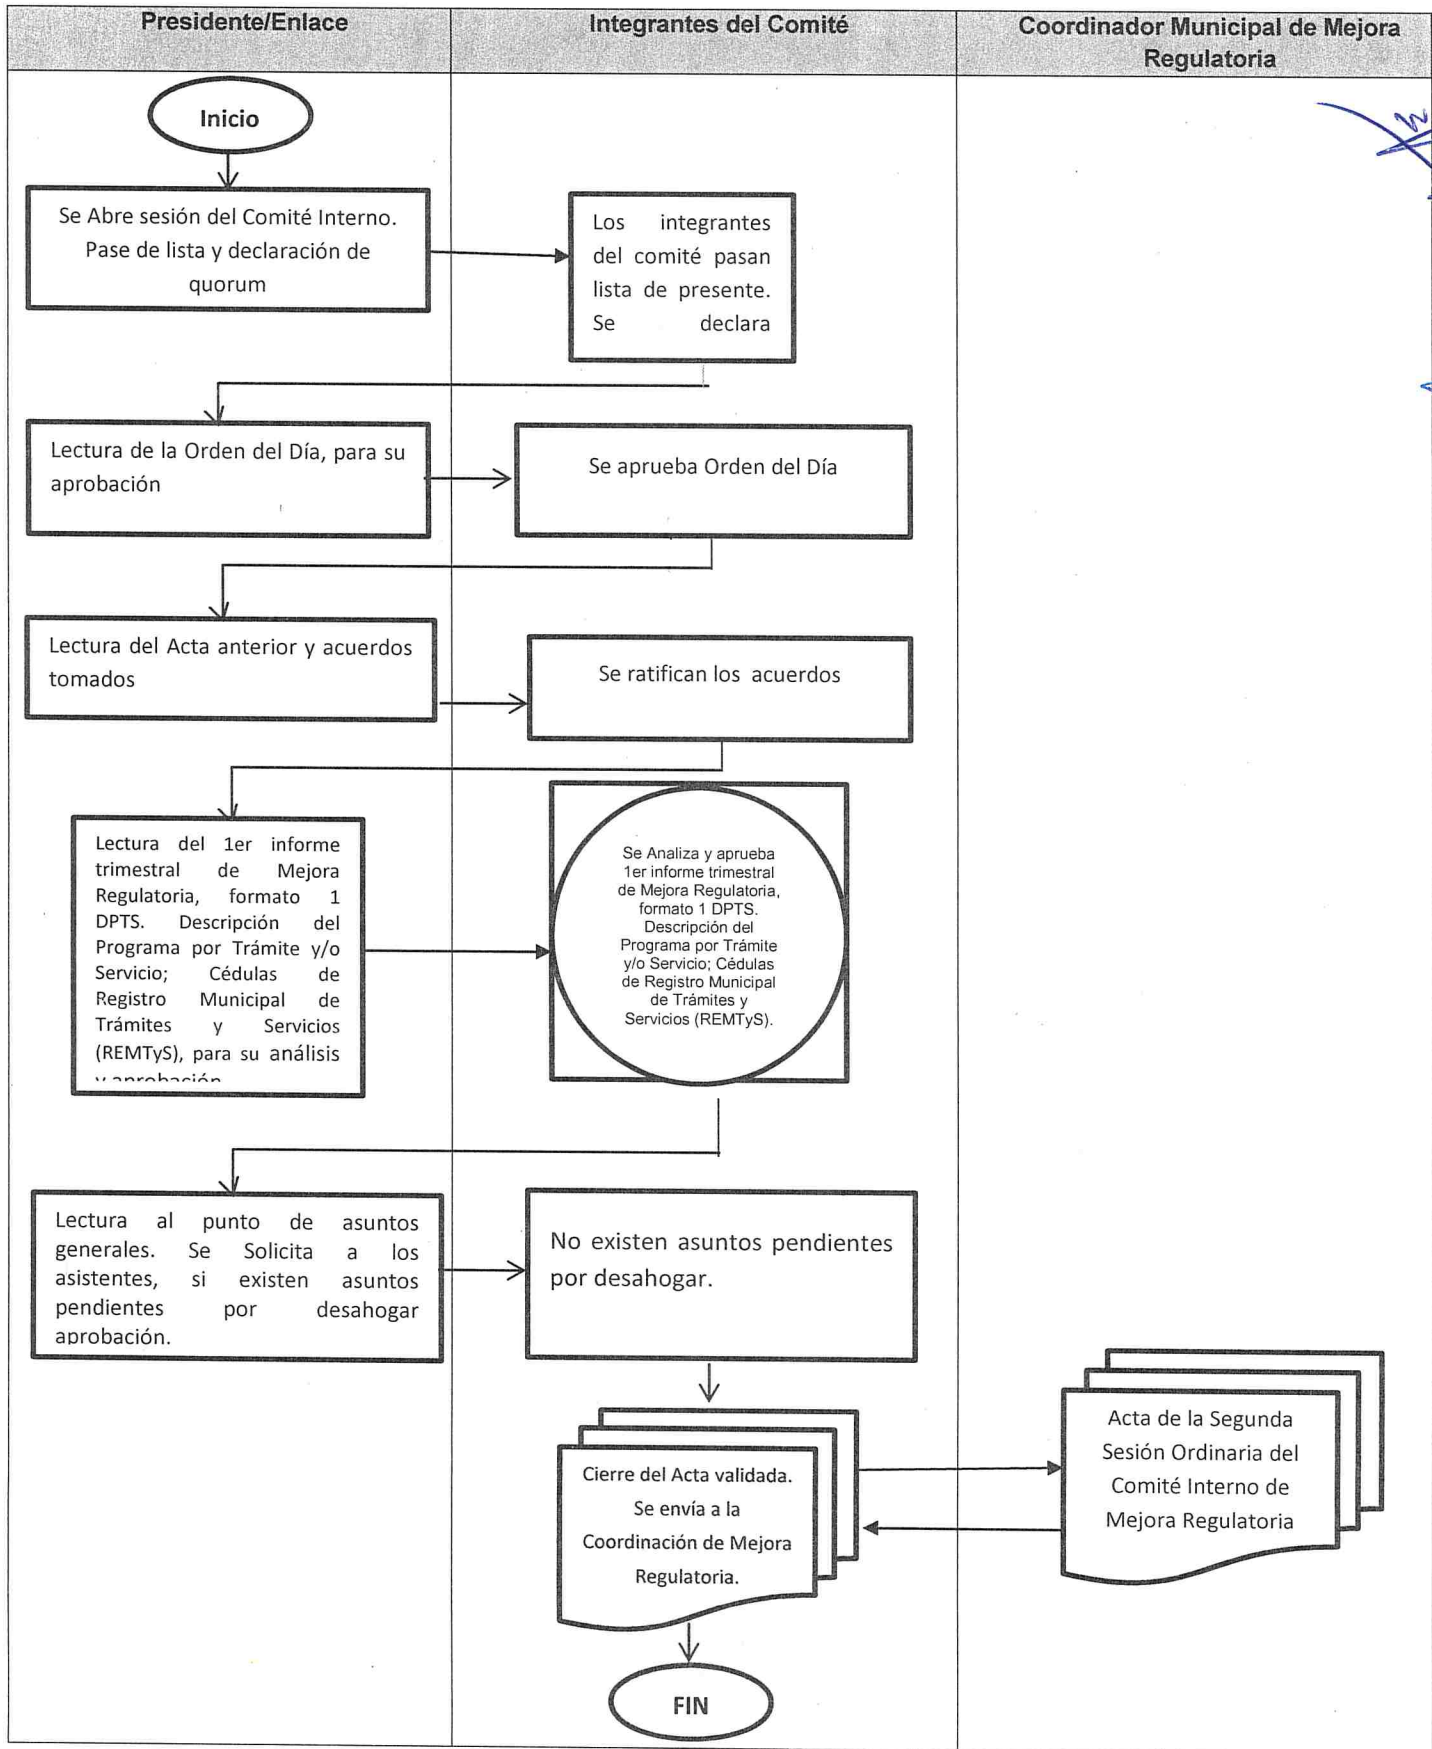 Presidente/Enlace
Integrantes del Comité
Coordinador Municipal de Mejora
Regulatoria
Inicio
Se Abre sesión del Comité Interno.
Pase de lista y declaración de
quorum
Los integrantes
del comité pasan
lista de presente.
Se declara
Lectura de la Orden del Día, para su
aprobación
Se aprueba Orden del Día
Lectura del Acta anterior y acuerdos
tomados
Se ratifican los acuerdos
Lectura del 1er informe
trimestral de Mejora
Regulatoria, formato 1
DPTS. Descripción del
Programa por Trámite y/o
Servicio; Cédulas de
Registro Municipal de
Trámites y Servicios
(REMTyS), para su análisis
y aprobación
Se Analiza y aprueba
1er informe trimestral
de Mejora Regulatoria,
formato 1 DPTS.
Descripción del
Programa por Trámite
y/o Servicio; Cédulas
de Registro Municipal
de Trámites y
Servicios (REMTyS).
Lectura al punto de asuntos
generales. Se Solicita a los
asistentes, si existen asuntos
pendientes por desahogar
aprobación.
No existen asuntos pendientes
por desahogar.
Cierre del Acta validada.
Se envía a la
Coordinación de Mejora
Regulatoria.
Acta de la Segunda
Sesión Ordinaria del
Comité Interno de
Mejora Regulatoria
FIN